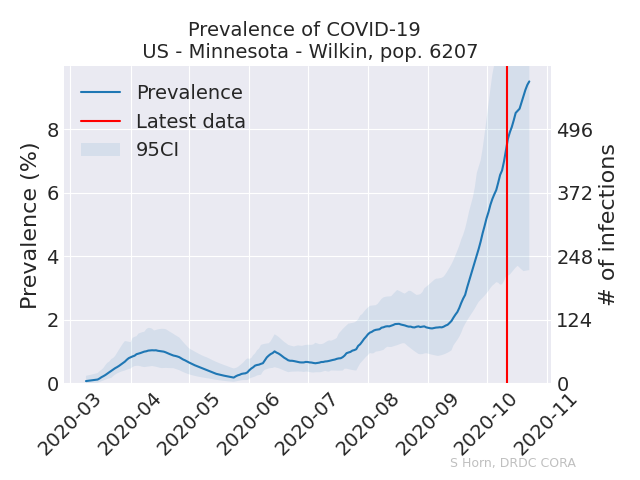 Prevalence of COVID-19
US - Minnesota - Wilkin, pop. 6207
Prevalence
Latest data
95CI
Prevalence (%)
8
6
4
2
0
496
372
248
124
0
# of infections
2020-03
2020-04
2020-05
2020-06
2020-07
2020-08
2020-09
2020-10
2020-11
S Horn, DRDC CORA